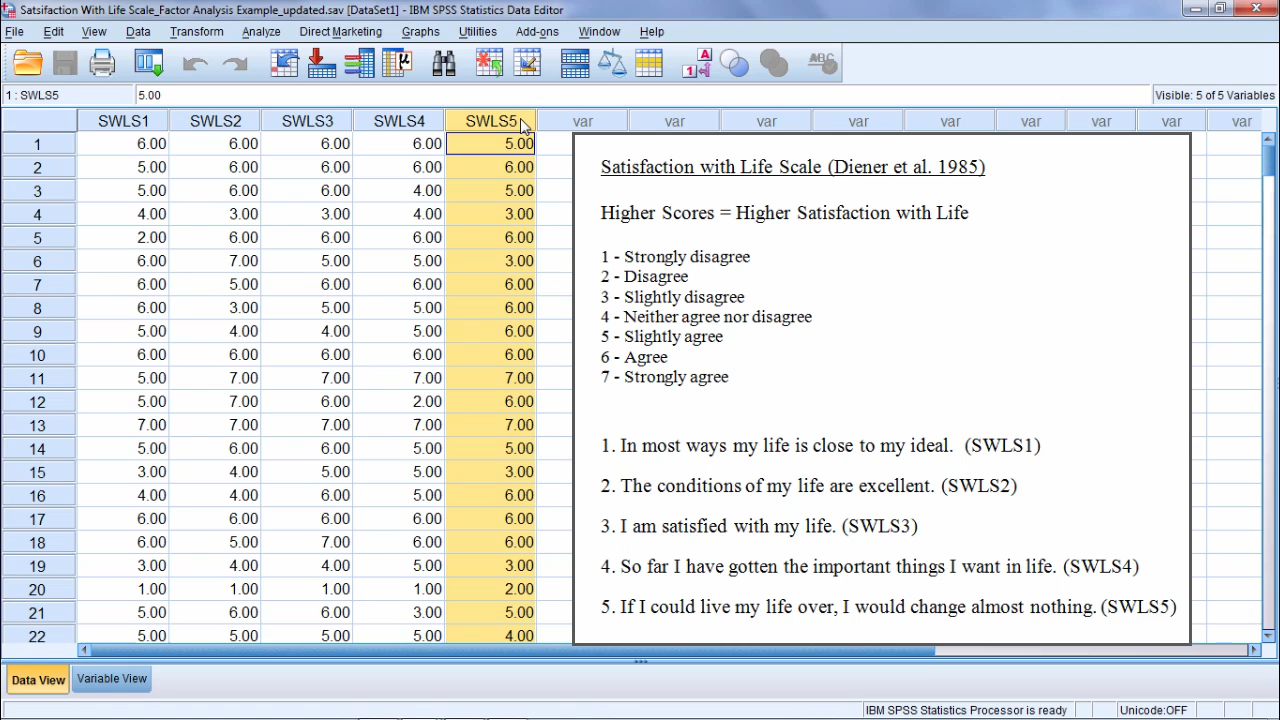 Satsifaction With Life Scale_Factor Analysis Example_updated.sav [DataSet1] - IBM SPSS Statistics Data Editor
File Edit View Data Transform Analyze Direct Marketing Graphs Utilities Add-ons Window Help
1 : SWLS5 5.00 Visible: 5 of 5 Variables
SWLS1 SWLS2 SWLS3 SWLS4 SWLS5 var var var var var var var var
1 6.00 6.00 6.00 6.00 5.00
2 5.00 6.00 6.00 6.00 6.00
3 5.00 6.00 6.00 4.00 5.00
4 4.00 3.00 3.00 4.00 3.00
5 2.00 6.00 6.00 6.00 6.00
6 6.00 7.00 5.00 5.00 3.00
7 6.00 5.00 6.00 6.00 6.00
8 6.00 3.00 5.00 5.00 6.00
9 5.00 4.00 4.00 5.00 6.00
10 6.00 6.00 6.00 6.00 6.00
11 5.00 7.00 7.00 7.00 7.00
12 5.00 7.00 6.00 2.00 6.00
13 7.00 7.00 7.00 7.00 7.00
14 5.00 6.00 6.00 5.00 5.00
15 3.00 4.00 5.00 5.00 3.00
16 4.00 4.00 6.00 5.00 6.00
17 6.00 6.00 6.00 6.00 6.00
18 6.00 5.00 7.00 6.00 6.00
19 3.00 4.00 4.00 5.00 3.00
20 1.00 1.00 1.00 1.00 2.00
21 5.00 6.00 6.00 3.00 5.00
22 5.00 5.00 5.00 5.00 4.00
Satisfaction with Life Scale (Diener et al. 1985)
Higher Scores = Higher Satisfaction with Life
1 - Strongly disagree
2 - Disagree
3 - Slightly disagree
4 - Neither agree nor disagree
5 - Slightly agree
6 - Agree
7 - Strongly agree
1. In most ways my life is close to my ideal. (SWLS1)
2. The conditions of my life are excellent. (SWLS2)
3. I am satisfied with my life. (SWLS3)
4. So far I have gotten the important things I want in life. (SWLS4)
5. If I could live my life over, I would change almost nothing. (SWLS5)
Data View Variable View
IBM SPSS Statistics Processor is ready Unicode:OFF